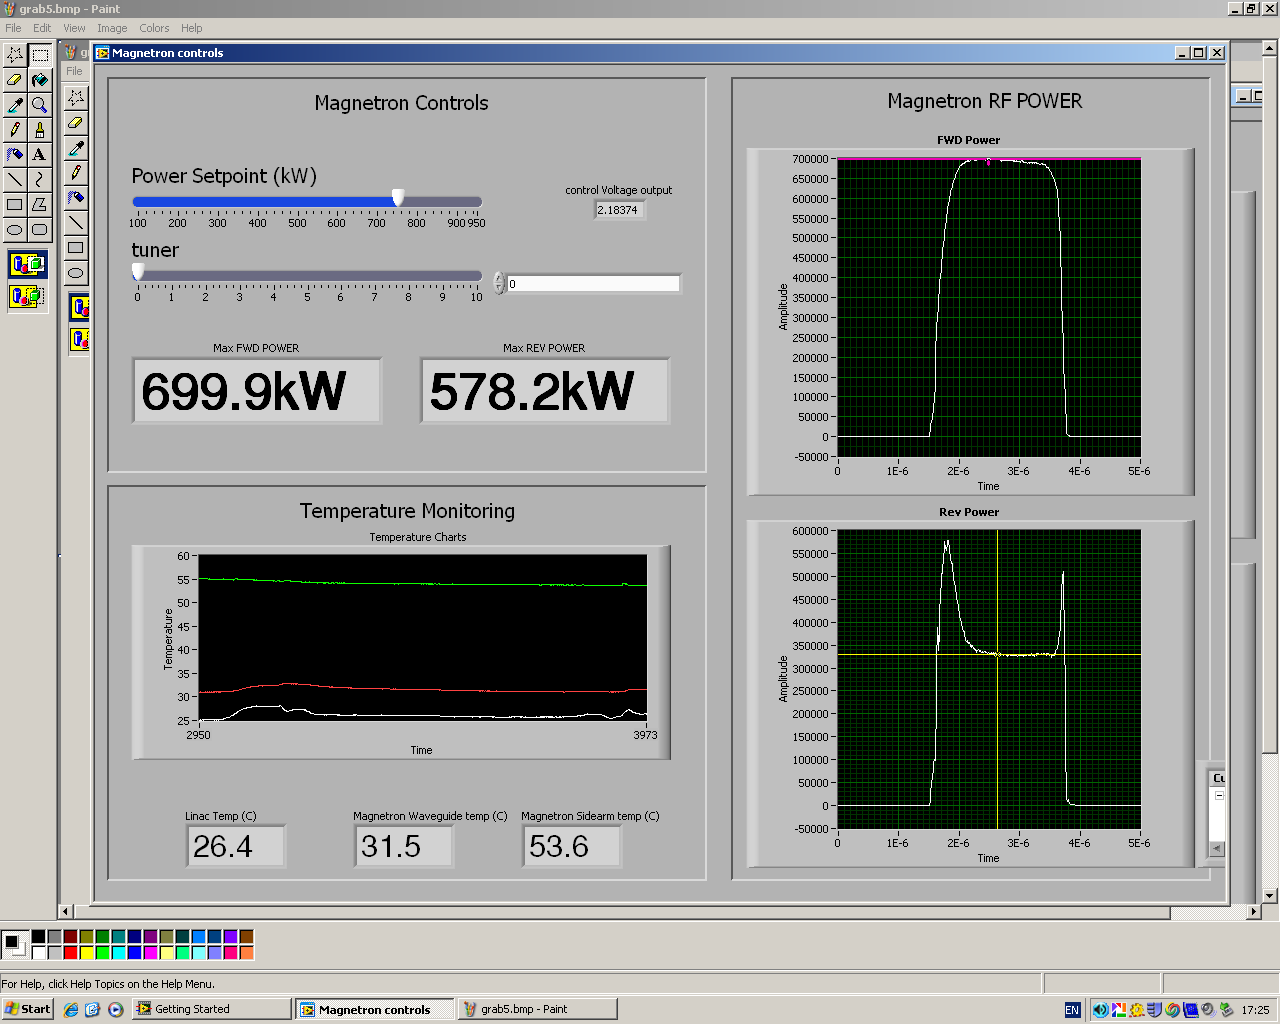 grab5.bmp - Paint
File Edit View Image Colors Help
Magnetron controls
File
Magnetron Controls
Power Setpoint (kW)
100 200 300 400 500 600 700 800 900 950
control Voltage output
2.18374
tuner
0 1 2 3 4 5 6 7 8 9 10
0
Max FWD POWER
699.9kW
Max REV POWER
578.2kW
Temperature Monitoring
Temperature Charts
60
55
50
45
40
35
30
25
Temperature
2950 3973
Time
Linac Temp (C)
26.4
Magnetron Waveguide temp (C)
31.5
Magnetron Sidearm temp (C)
53.6
Magnetron RF POWER
FWD Power
700000
650000
600000
550000
500000
450000
400000
350000
300000
250000
200000
150000
100000
50000
0
-50000
Amplitude
0 1E-6 2E-6 3E-6 4E-6 5E-6
Time
Rev Power
600000
550000
500000
450000
400000
350000
300000
250000
200000
150000
100000
50000
0
-50000
Amplitude
0 1E-6 2E-6 3E-6 4E-6 5E-6
Time
Cu
For Help, click Help Topics on the Help Menu.
Start
Getting Started
Magnetron controls
grab5.bmp - Paint
EN
17:25